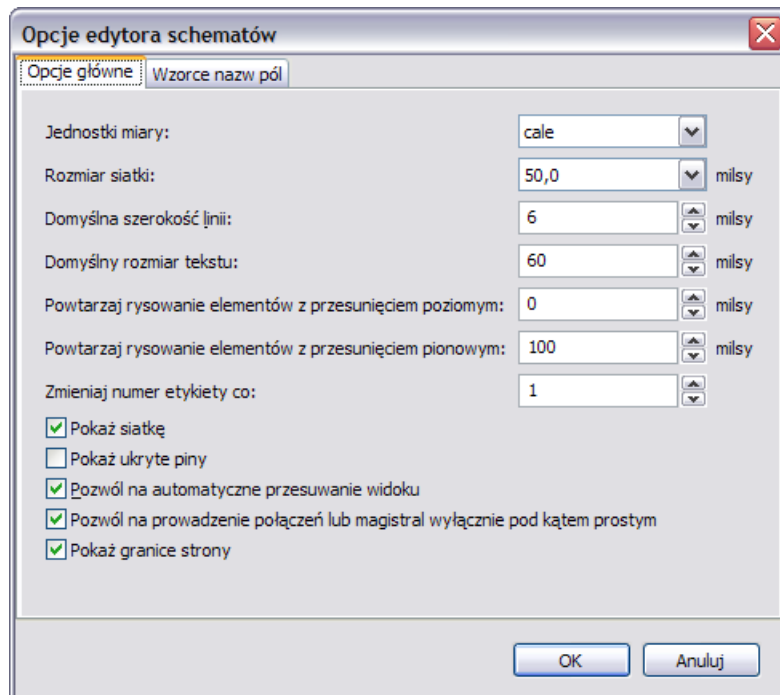 Opcje edytora schematów
Opcje główne Wzorce nazw pól
Jednostki miary: cale
Rozmiar siatki: 50,0 milsy
Domyślna szerokość linii: 6 milsy
Domyślny rozmiar tekstu: 60 milsy
Powtarzaj rysowanie elementów z przesunięciem poziomym: 0 milsy
Powtarzaj rysowanie elementów z przesunięciem pionowym: 100 milsy
Zmieniaj numer etykiety co: 1
Pokaż siatkę
Pokaż ukryte piny
Pozwól na automatyczne przesuwanie widoku
Pozwól na prowadzenie połączeń lub magistral wyłącznie pod kątem prostym
Pokaż granice strony
OK Anuluj